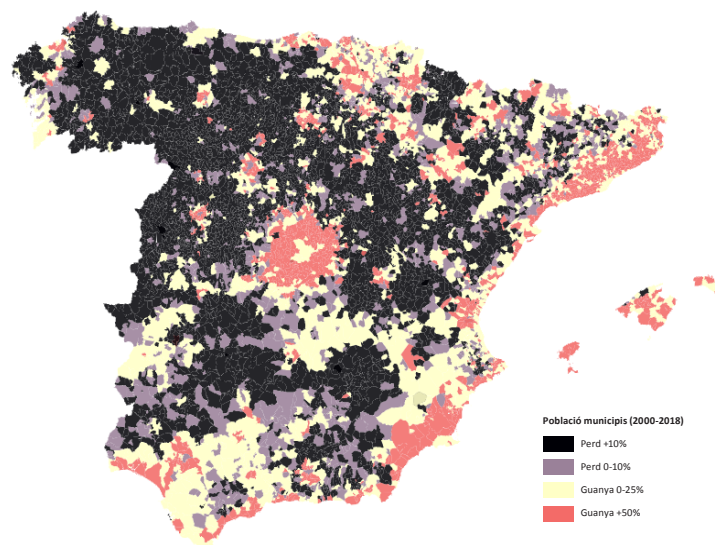 Població municipis (2000-2018)
Perd +10%
Perd 0-10%
Guanya 0-25%
Guanya +50%